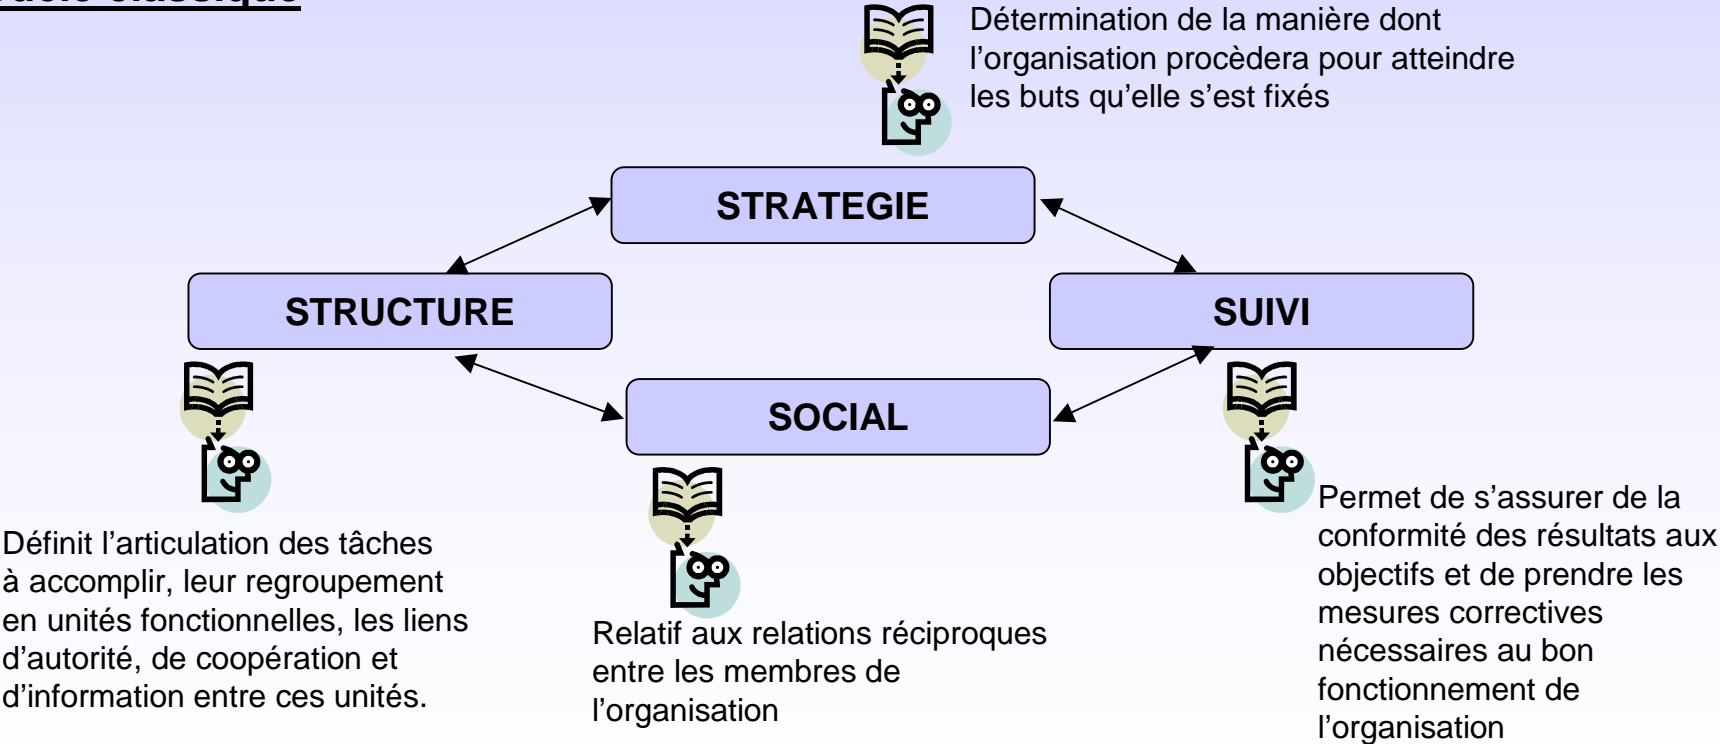 classique
Détermination de la manière dont
l’organisation procèdera pour atteindre
les buts qu’elle s’est fixés
STRATEGIE
STRUCTURE
SUIVI
SOCIAL
Définit l’articulation des tâches
à accomplir, leur regroupement
en unités fonctionnelles, les liens
d’autorité, de coopération et
d’information entre ces unités.
Relatif aux relations réciproques
entre les membres de
l’organisation
Permet de s’assurer de la
conformité des résultats aux
objectifs et de prendre les
mesures correctives
nécessaires au bon
fonctionnement de
l’organisation